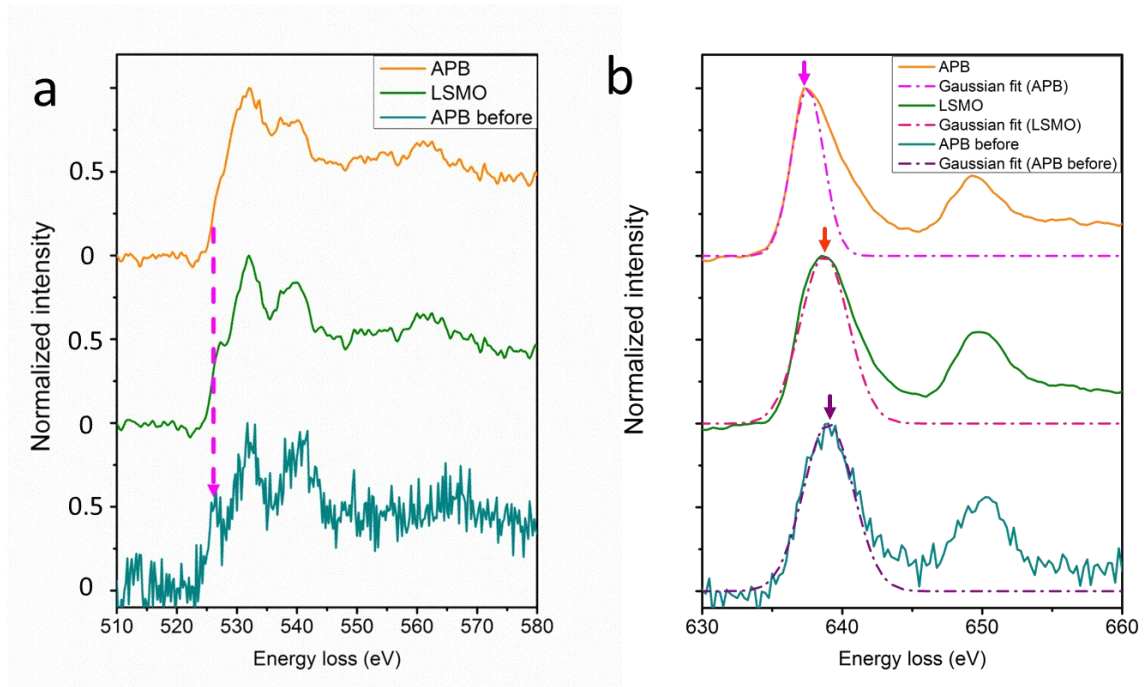 a
APB
LSMO
APB before
Normalized intensity
0.5
0
0.5
0
0.5
0
510 520 530 540 550 560 570 580
Energy loss (eV)
b
APB
Gaussian fit (APB)
LSMO
Gaussian fit (LSMO)
APB before
Gaussian fit (APB before)
Normalized intensity
630 640 650 660
Energy loss (eV)